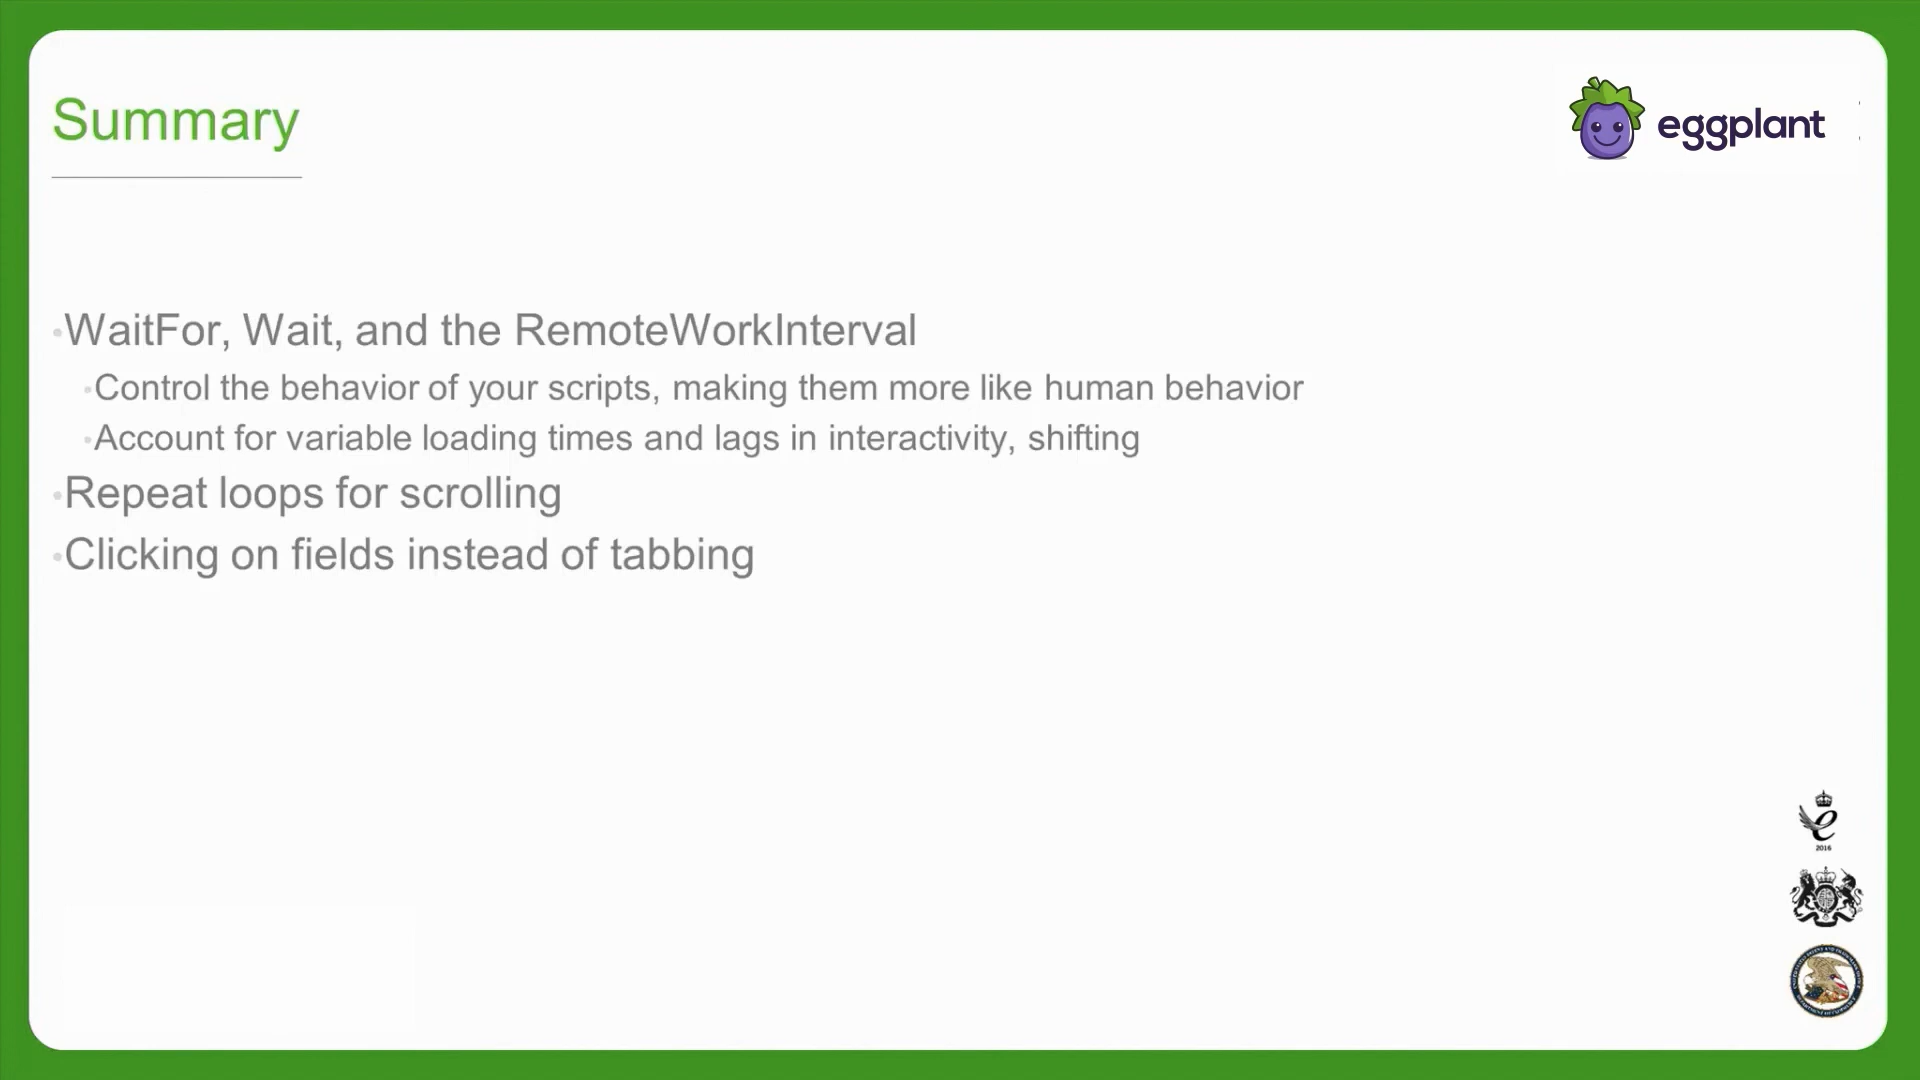 Summary
eggplant
•WaitFor, Wait, and the RemoteWorkInterval
•Control the behavior of your scripts, making them more like human behavior
•Account for variable loading times and lags in interactivity, shifting
•Repeat loops for scrolling
•Clicking on fields instead of tabbing
e
2016